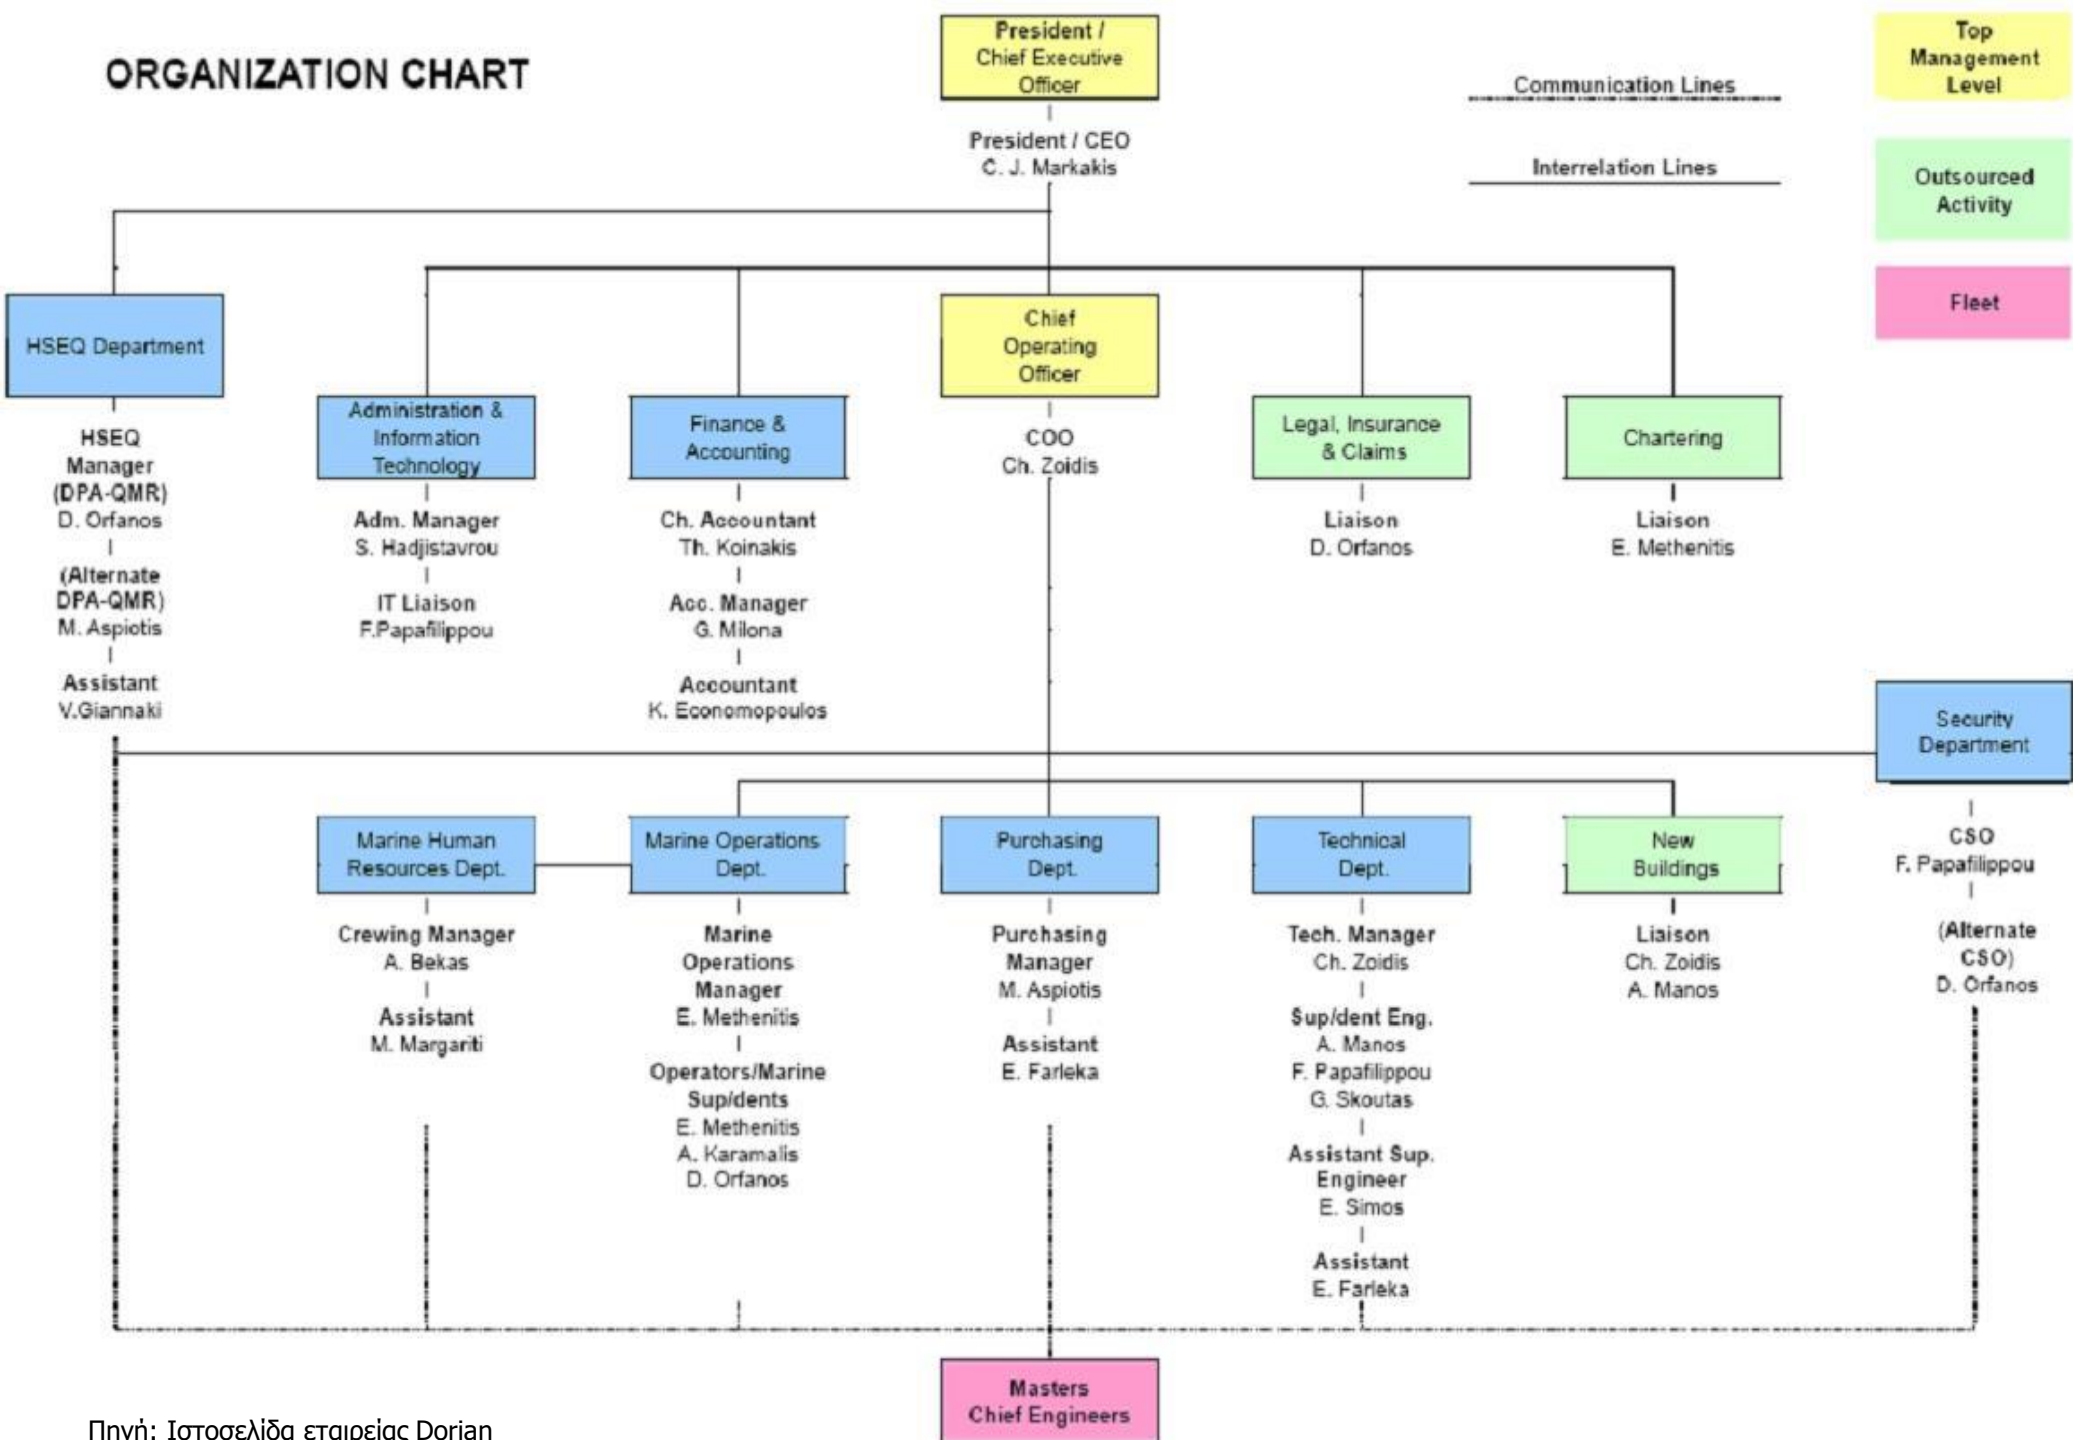 ORGANIZATION CHART
President /
Chief Executive
Officer
President / CEO
C. J. Markakis
Communication Lines
Interrelation Lines
Top
Management
Level
Outsourced
Activity
Fleet
HSEQ Department
HSEQ
Manager
(DPA-QMR)
D. Orfanos
(Alternate
DPA-QMR)
M. Aspiotis
Assistant
V.Giannaki
Administration &
Information
Technology
Adm. Manager
S. Hadjistavrou
IT Liaison
F.Papafilippou
Finance &
Accounting
Ch. Accountant
Th. Koinakis
Acc. Manager
G. Milona
Accountant
K. Economopoulos
Chief
Operating
Officer
COO
Ch. Zoidis
Legal, Insurance
& Claims
Liaison
D. Orfanos
Chartering
Liaison
E. Methenitis
Security
Department
CSO
F. Papafilippou
(Alternate
CSO)
D. Orfanos
Marine Human
Resources Dept.
Crewing Manager
A. Bekas
Assistant
M. Margariti
Marine Operations
Dept.
Marine
Operations
Manager
E. Methenitis
Operators/Marine
Sup/dents
E. Methenitis
A. Karamalis
D. Orfanos
Purchasing
Dept.
Purchasing
Manager
M. Aspiotis
Assistant
E. Farleka
Technical
Dept.
Tech. Manager
Ch. Zoidis
Sup/dent Eng.
A. Manos
F. Papafilippou
G. Skoutas
Assistant Sup.
Engineer
E. Simos
Assistant
E. Farleka
New
Buildings
Liaison
Ch. Zoidis
A. Manos
Masters
Chief Engineers
Πηγή: Ιστοσελίδα εταιρείας Dorian